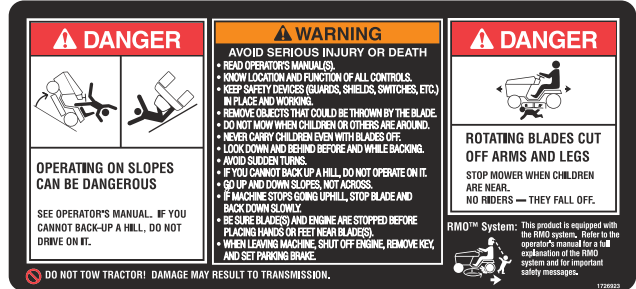 DANGER
OPERATING ON SLOPES
CAN BE DANGEROUS
SEE OPERATOR'S MANUAL. IF YOU
CANNOT BACK-UP A HILL, DO NOT
DRIVE ON IT.
WARNING
AVOID SERIOUS INJURY OR DEATH
• READ OPERATOR'S MANUAL(S).
• KNOW LOCATION AND FUNCTION OF ALL CONTROLS.
• KEEP SAFETY DEVICES (GUARDS, SHIELDS, SWITCHES, ETC.)
IN PLACE AND WORKING.
• REMOVE OBJECTS THAT COULD BE THROWN BY THE BLADE.
• DO NOT MOW WHEN CHILDREN OR OTHERS ARE AROUND.
• NEVER CARRY CHILDREN EVEN WITH BLADES OFF.
• LOOK DOWN AND BEHIND BEFORE AND WHILE BACKING.
• AVOID SUDDEN TURNS.
• IF YOU CANNOT BACK UP A HILL, DO NOT OPERATE ON IT.
• GO UP AND DOWN SLOPES, NOT ACROSS.
• IF MACHINE STOPS GOING UPHILL, STOP BLADE AND
BACK DOWN SLOWLY.
• BE SURE BLADE(S) AND ENGINE ARE STOPPED BEFORE
PLACING HANDS OR FEET NEAR BLADE(S).
• WHEN LEAVING MACHINE, SHUT OFF ENGINE, REMOVE KEY,
AND SET PARKING BRAKE.
DANGER
ROTATING BLADES CUT
OFF ARMS AND LEGS
STOP MOWER WHEN CHILDREN
ARE NEAR.
NO RIDERS — THEY FALL OFF.
RMO™ System: This product is equipped with
the RMO system. Refer to the
operator's manual for a full
explanation of the RMO
system and for important
safety messages.
DO NOT TOW TRACTOR! DAMAGE MAY RESULT TO TRANSMISSION.
1726923